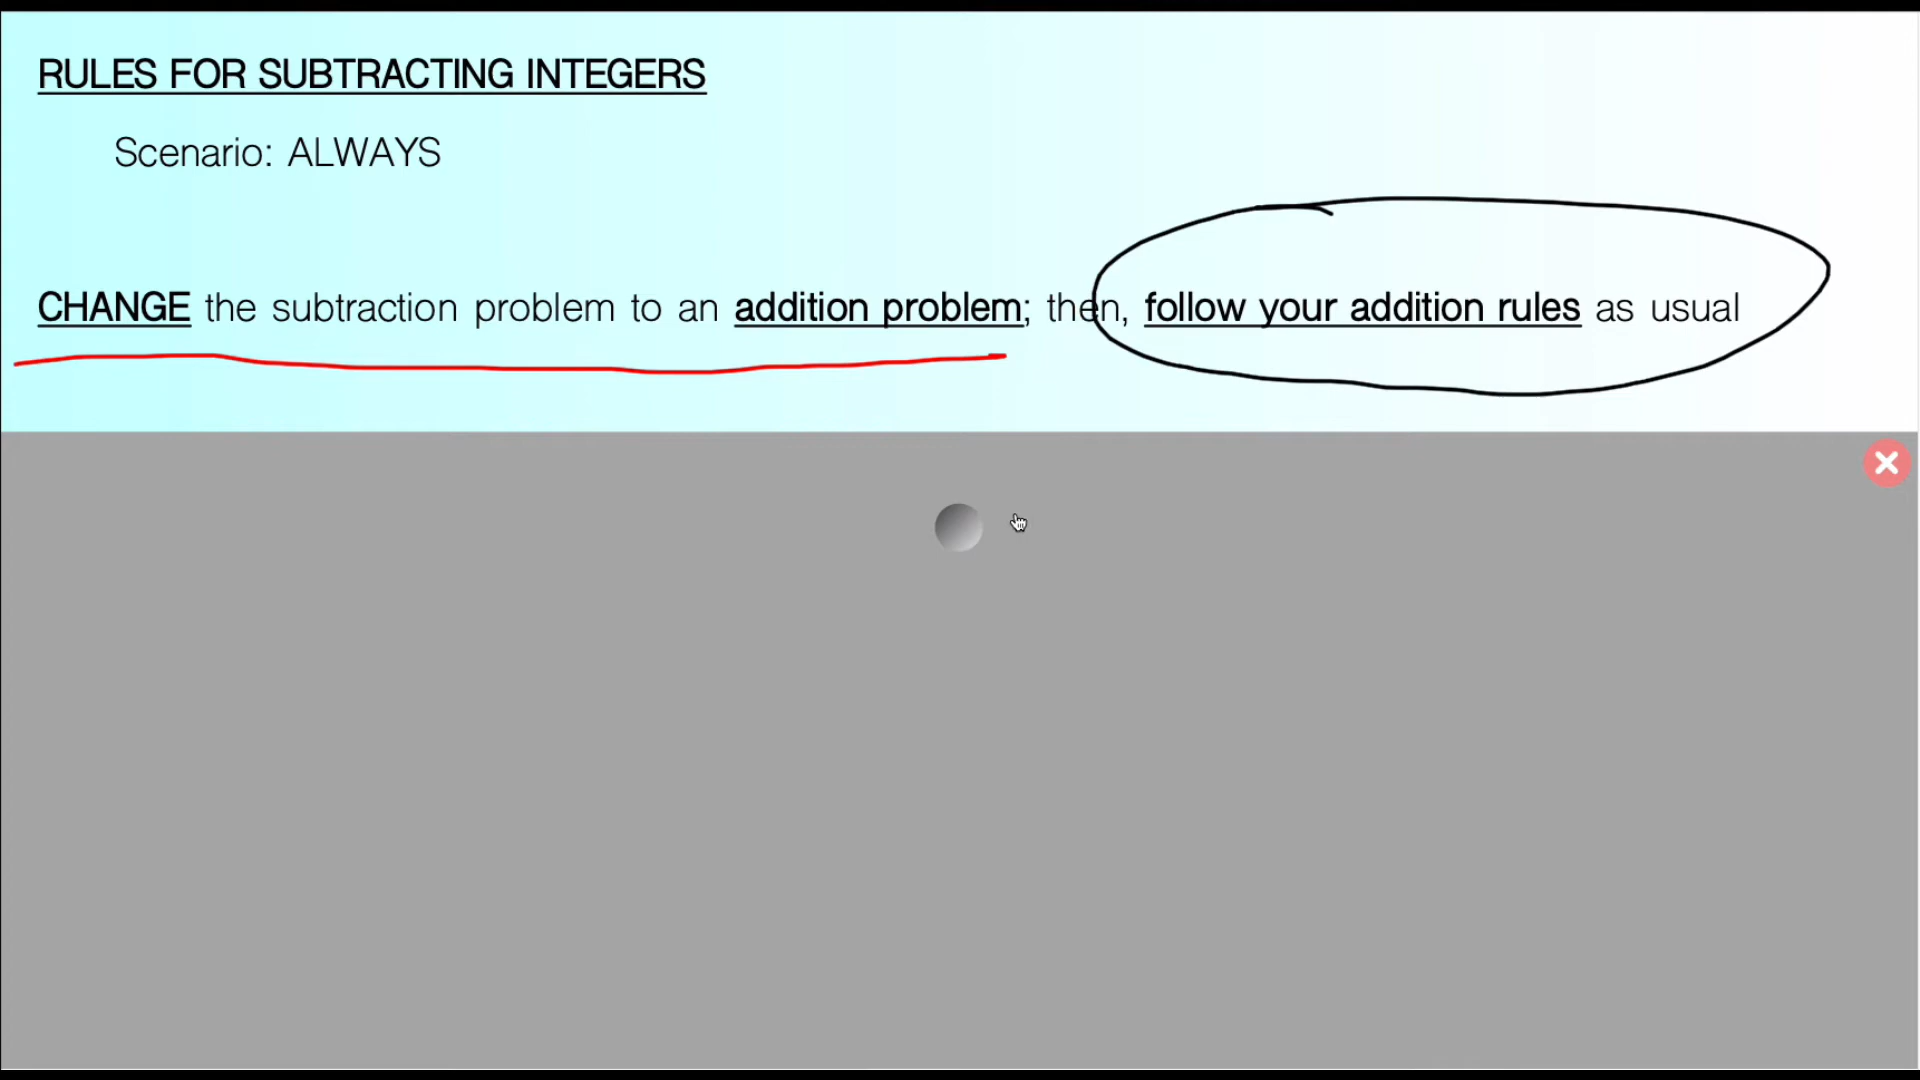 RULES FOR SUBTRACTING INTEGERS
Scenario: ALWAYS
CHANGE the subtraction problem to an addition problem; then, follow your addition rules as usual